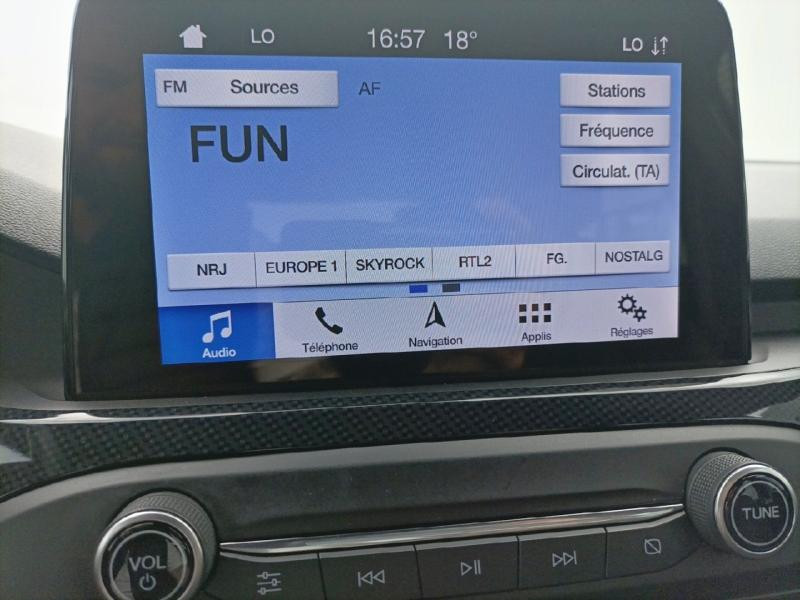 LO 16:57 18° LO
FM Sources AF Stations
FUN
Fréquence
Circulat. (TA)
NRJ EUROPE 1 SKYROCK RTL2 FG. NOSTALG
Audio Téléphone Navigation Applis Réglages
VOL TUNE